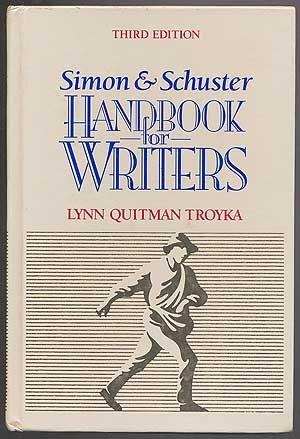 THIRD EDITION
Simon & Schuster
HANDBOOK
for
WRITERS
LYNN QUITMAN TROYKA